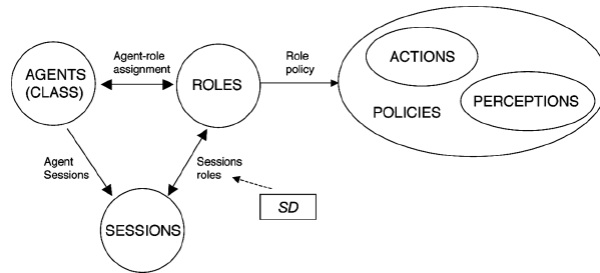 AGENTS
(CLASS)
Agent-role
assignment
ROLES
Role
policy
ACTIONS
POLICIES
PERCEPTIONS
Agent
Sessions
Sessions
roles
SD
SESSIONS